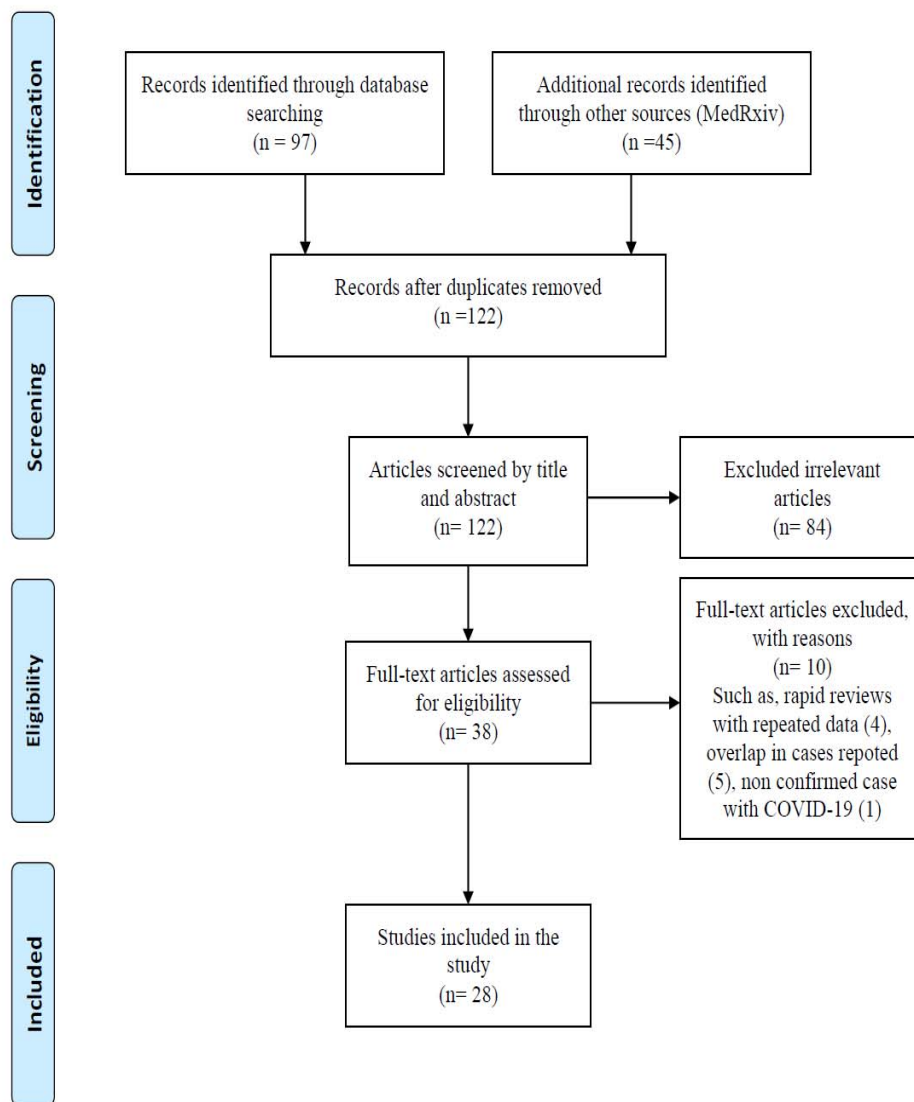 Identification
Records identified through database
searching
(n = 97)
Additional records identified
through other sources (MedRxiv)
(n =45)
Records after duplicates removed
(n =122)
Screening
Articles screened by title
and abstract
(n= 122)
Excluded irrelevant
articles
(n= 84)
Eligibility
Full-text articles assessed
for eligibility
(n= 38)
Full-text articles excluded,
with reasons
(n= 10)
Such as, rapid reviews
with repeated data (4),
overlap in cases repoted
(5), non confirmed case
with COVID-19 (1)
Included
Studies included in the
study
(n= 28)